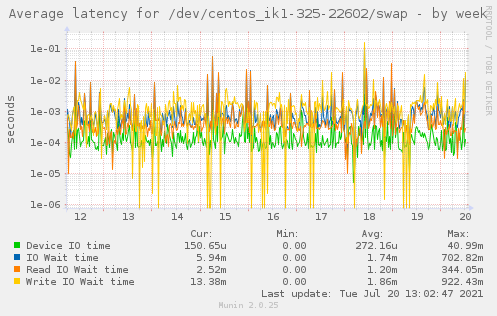 Average latency for /dev/centos_ik1-325-22602/swap - by week
RRDTOOL / TOBI OETIKER
seconds
1e-01
1e-02
1e-03
1e-04
1e-05
1e-06
12 13 14 15 16 17 18 19 20
Cur: Min: Avg: Max:
Device IO time 150.65u 0.00 272.16u 40.99m
IO Wait time 5.94m 0.00 1.74m 702.82m
Read IO Wait time 2.52m 0.00 1.20m 344.05m
Write IO Wait time 13.38m 0.00 1.86m 922.43m
Last update: Tue Jul 20 13:02:47 2021
Munin 2.0.25